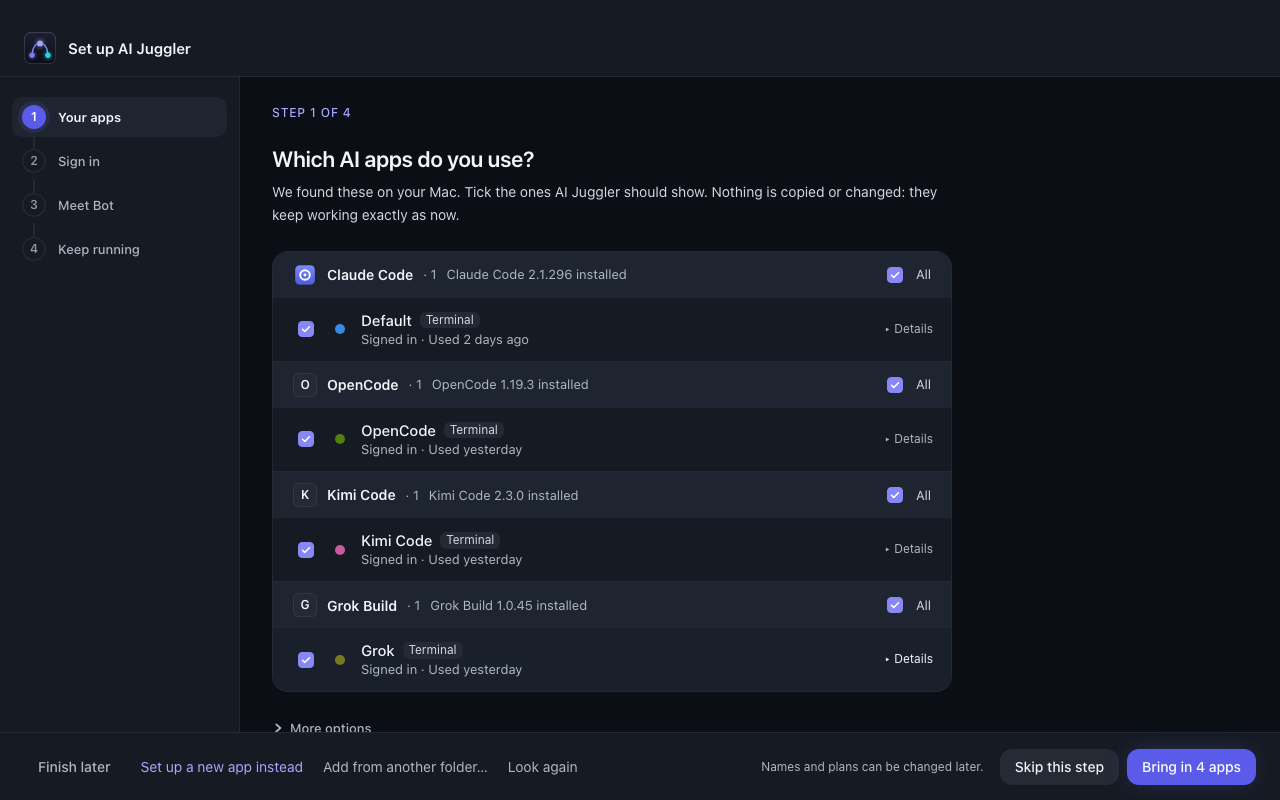 Set up AI Juggler
1 Your apps
2 Sign in
3 Meet Bot
4 Keep running
STEP 1 OF 4
Which AI apps do you use?
We found these on your Mac. Tick the ones AI Juggler should show. Nothing is copied or changed: they
keep working exactly as now.
Claude Code · 1 Claude Code 2.1.296 installed All
Default Terminal
Signed in · Used 2 days ago
Details
O OpenCode · 1 OpenCode 1.19.3 installed All
OpenCode Terminal
Signed in · Used yesterday
Details
K Kimi Code · 1 Kimi Code 2.3.0 installed All
Kimi Code Terminal
Signed in · Used yesterday
Details
G Grok Build · 1 Grok Build 1.0.45 installed All
Grok Terminal
Signed in · Used yesterday
Details
More options
Finish later Set up a new app instead Add from another folder... Look again Names and plans can be changed later. Skip this step Bring in 4 apps